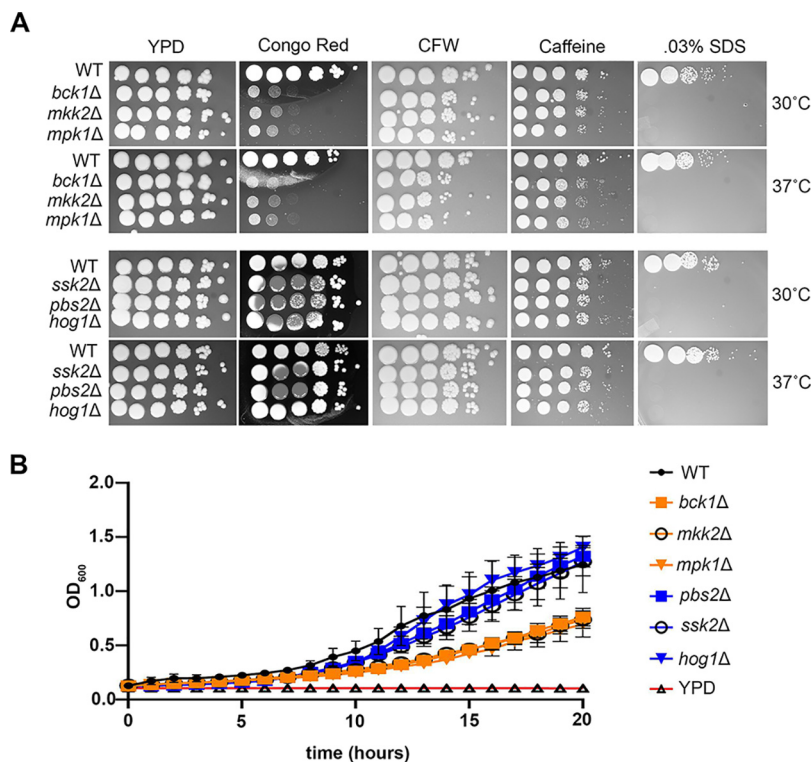 A
YPD Congo Red CFW Caffeine .03% SDS
WT
bck1Δ
mkk2Δ
mpk1Δ
30°C
WT
bck1Δ
mkk2Δ
mpk1Δ
37°C
WT
ssk2Δ
pbs2Δ
hog1Δ
30°C
WT
ssk2Δ
pbs2Δ
hog1Δ
37°C
B
2.0
1.5
1.0
0.5
0.0
OD600
0 5 10 15 20
time (hours)
WT
bck1Δ
mkk2Δ
mpk1Δ
pbs2Δ
ssk2Δ
hog1Δ
YPD